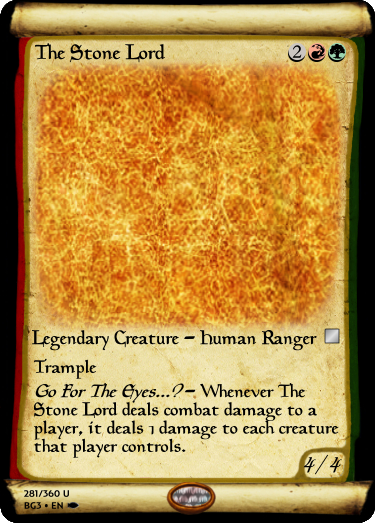 The Stone Lord 2
Legendary Creature – Human Ranger
Trample
Go For The Eyes...? – Whenever The
Stone Lord deals combat damage to a
player, it deals 1 damage to each creature
that player controls.
4/4
281/360 U
BG3 • EN